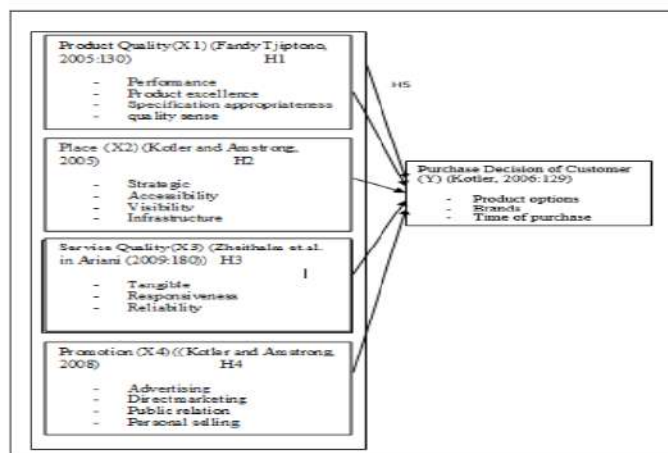 Product Quality (X1) (Fandy Tjiptono,
2005:130) H1
- Performance
- Product excellence
- Specification appropriateness
- quality sense
Place (X2) (Kotler and Amstrong,
2005) H2
- Strategic
- Accessibility
- Visibility
- Infrastructure
Service Quality (X3) (Zheithalm et.al.
in Ariani (2009:180)) H3
- Tangible
- Responsiveness
- Reliability
Promotion (X4) ((Kotler and Amstrong,
2008) H4
- Advertising
- Direct marketing
- Public relation
- Personal selling
H5
Purchase Decision of Customer
(Y) (Kotler, 2006:129)
- Product options
- Brands
- Time of purchase